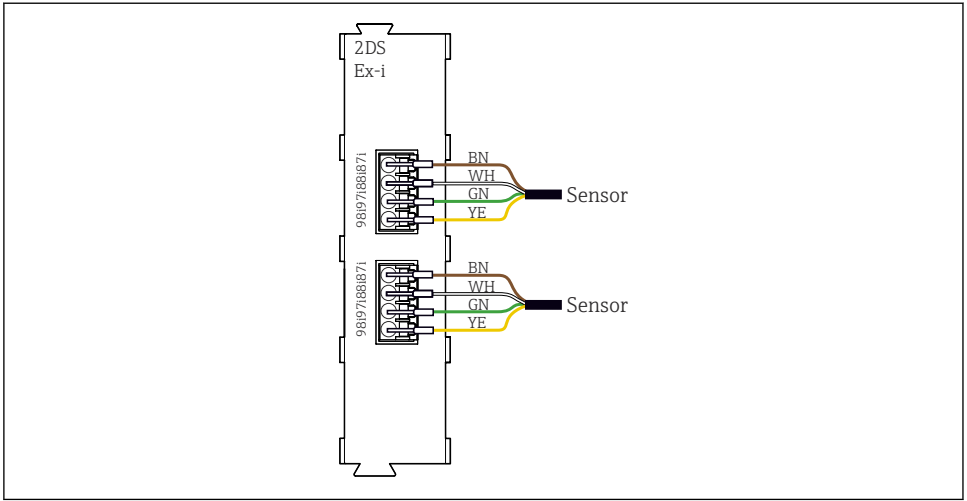 2DS
Ex-i
98i97i88i87i
BN
WH
GN
YE
Sensor
98i97i88i87i
BN
WH
GN
YE
Sensor